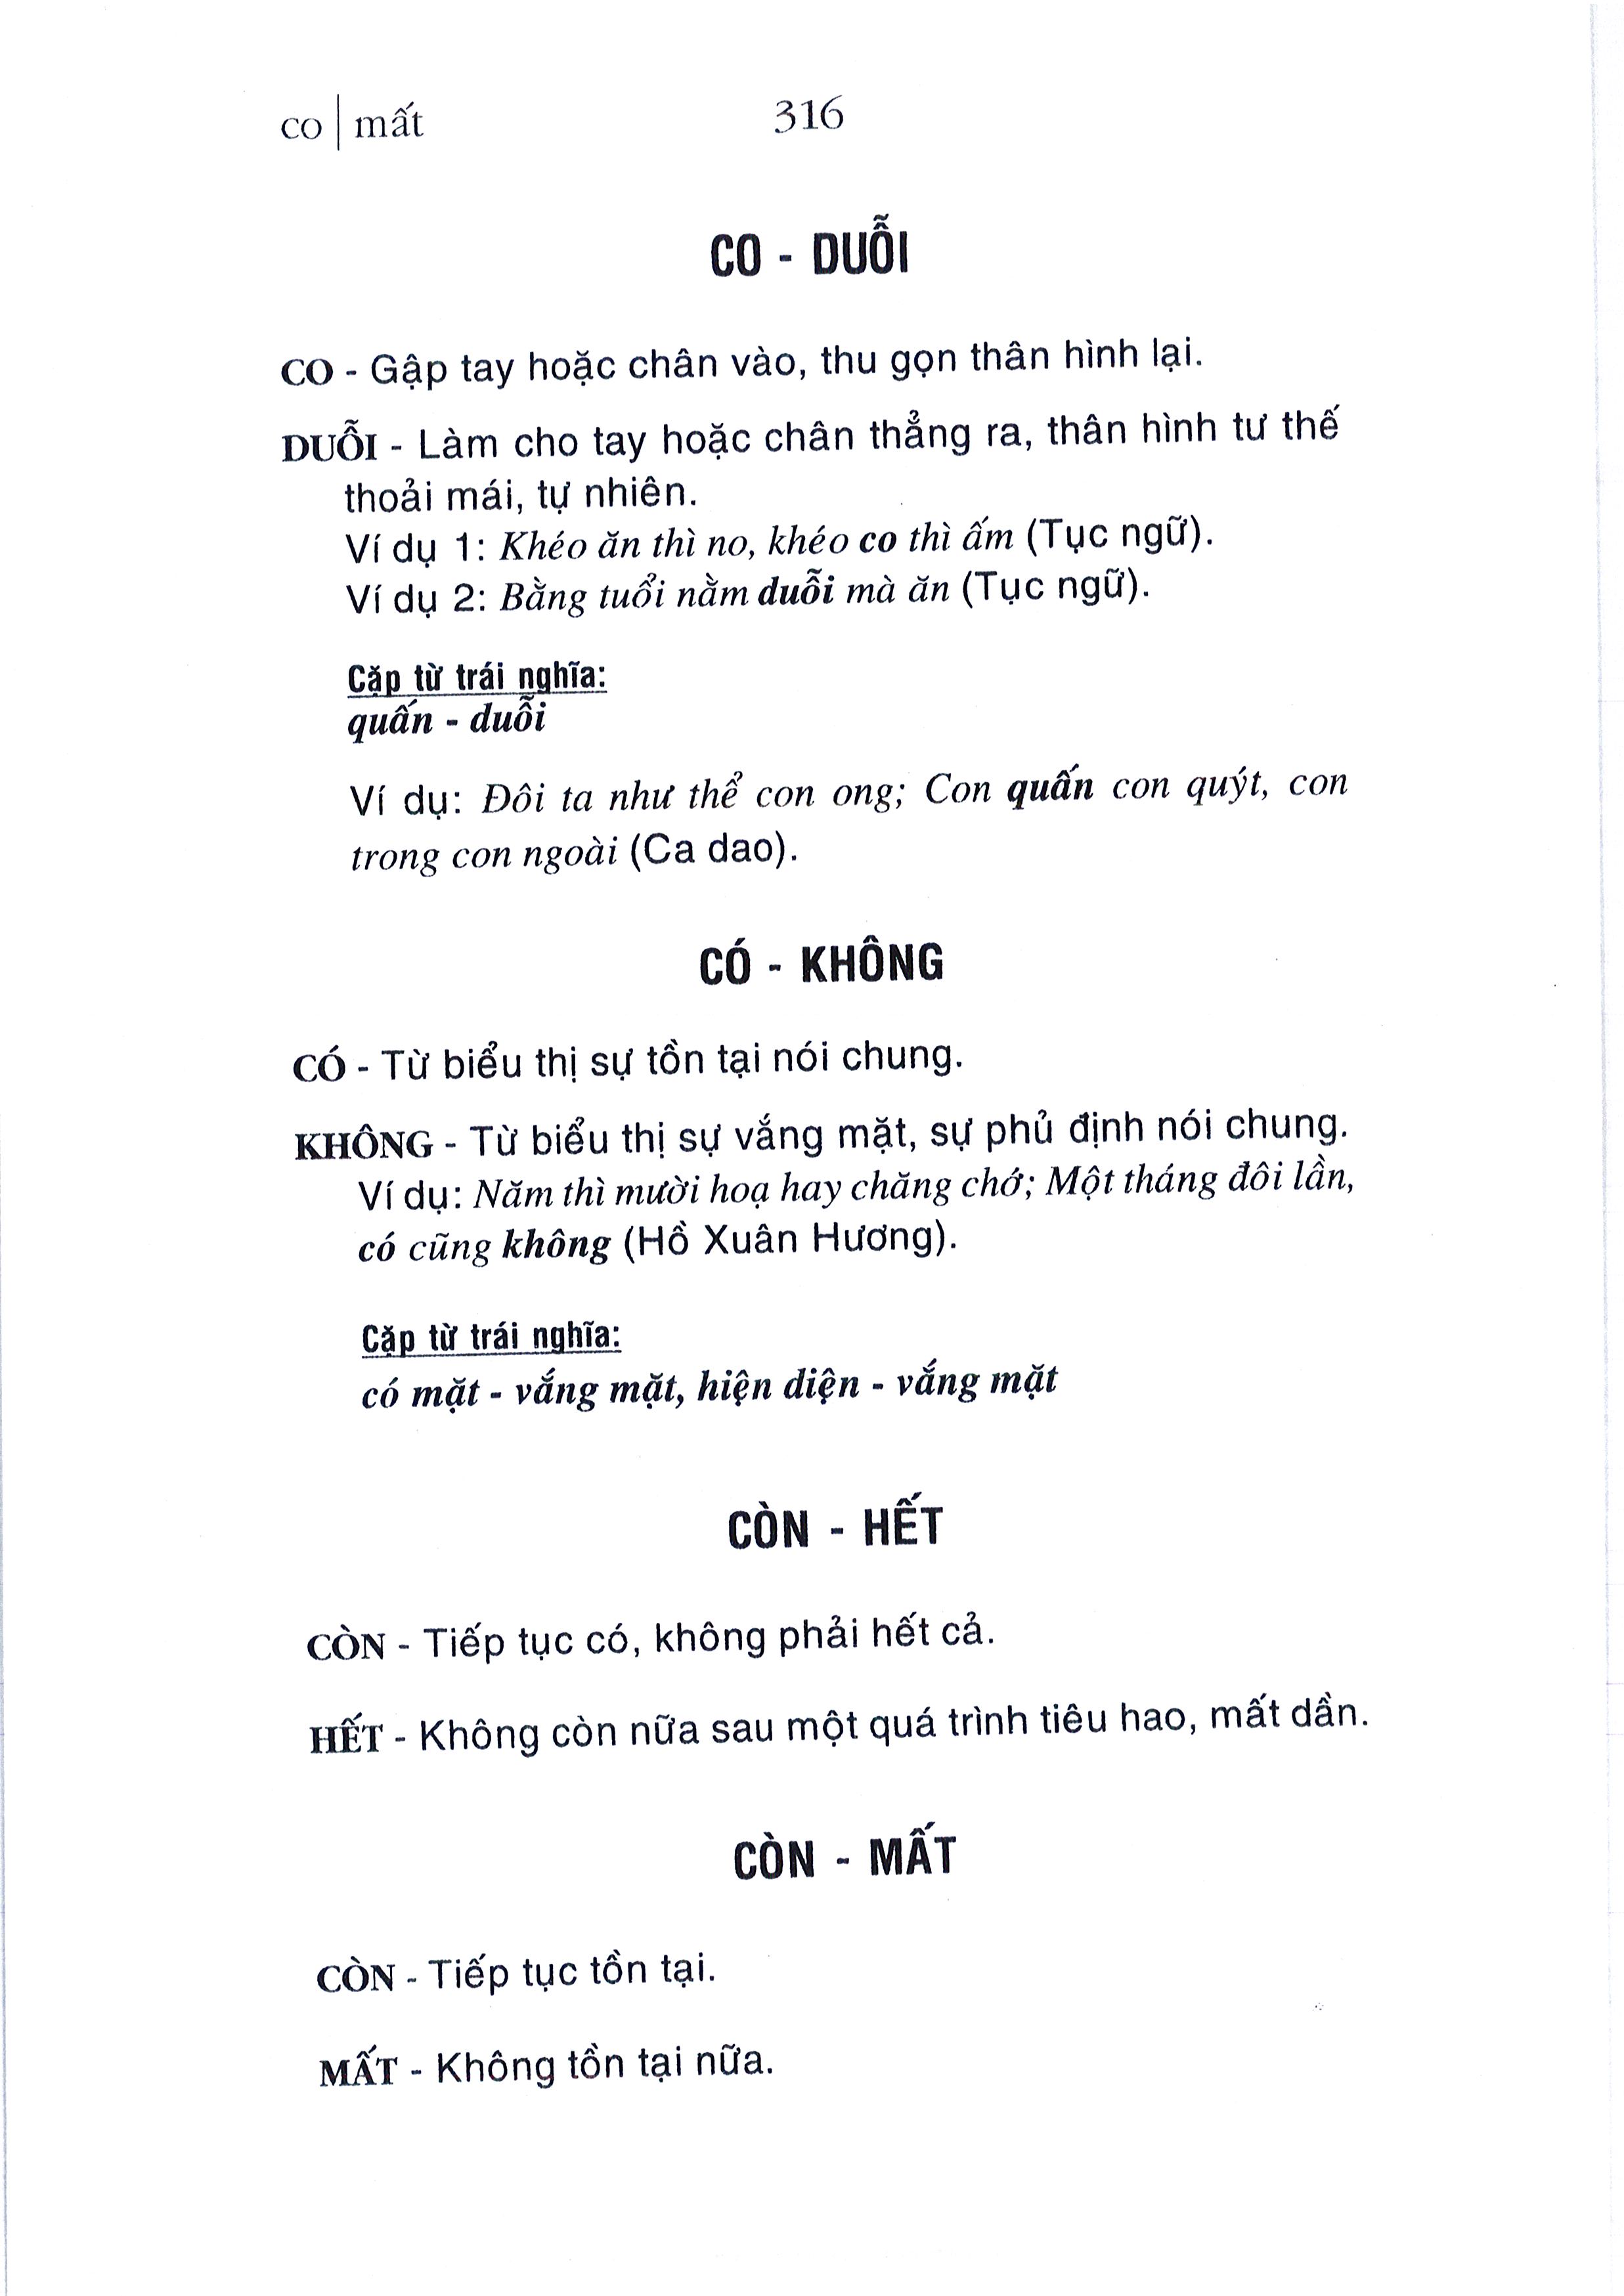 co | mất 316
CO - DUỖI
CO - Gập tay hoặc chân vào, thu gọn thân hình lại.
DUỖI - Làm cho tay hoặc chân thẳng ra, thân hình tư thế
thoải mái, tự nhiên.
Ví dụ 1: Khéo ăn thì no, khéo co thì ấm (Tục ngữ).
Ví dụ 2: Bằng tuổi nằm duỗi mà ăn (Tục ngữ).
Cặp từ trái nghĩa:
quấn - duỗi
Ví dụ: Đôi ta như thể con ong; Con quấn con quýt, con
trong con ngoài (Ca dao).
CÓ - KHÔNG
CÓ - Từ biểu thị sự tồn tại nói chung.
KHÔNG - Từ biểu thị sự vắng mặt, sự phủ định nói chung.
Ví dụ: Năm thì mười hoạ hay chăng chớ; Một tháng đôi lần,
có cũng không (Hồ Xuân Hương).
Cặp từ trái nghĩa:
có mặt - vắng mặt, hiện diện - vắng mặt
CÒN - HẾT
CÒN - Tiếp tục có, không phải hết cả.
HẾT - Không còn nữa sau một quá trình tiêu hao, mất dần.
CÒN - MẤT
CÒN - Tiếp tục tồn tại.
MẤT - Không tồn tại nữa.